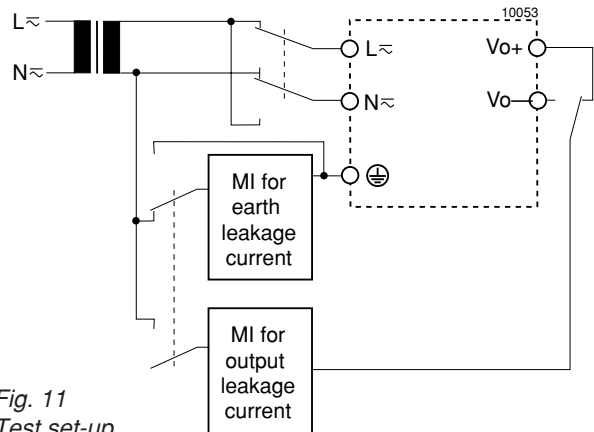 10053
L≂
N≂
L≂
N≂
Vo+
Vo–
MI for
earth
leakage
current
MI for
output
leakage
current
Fig. 11
Test set-up